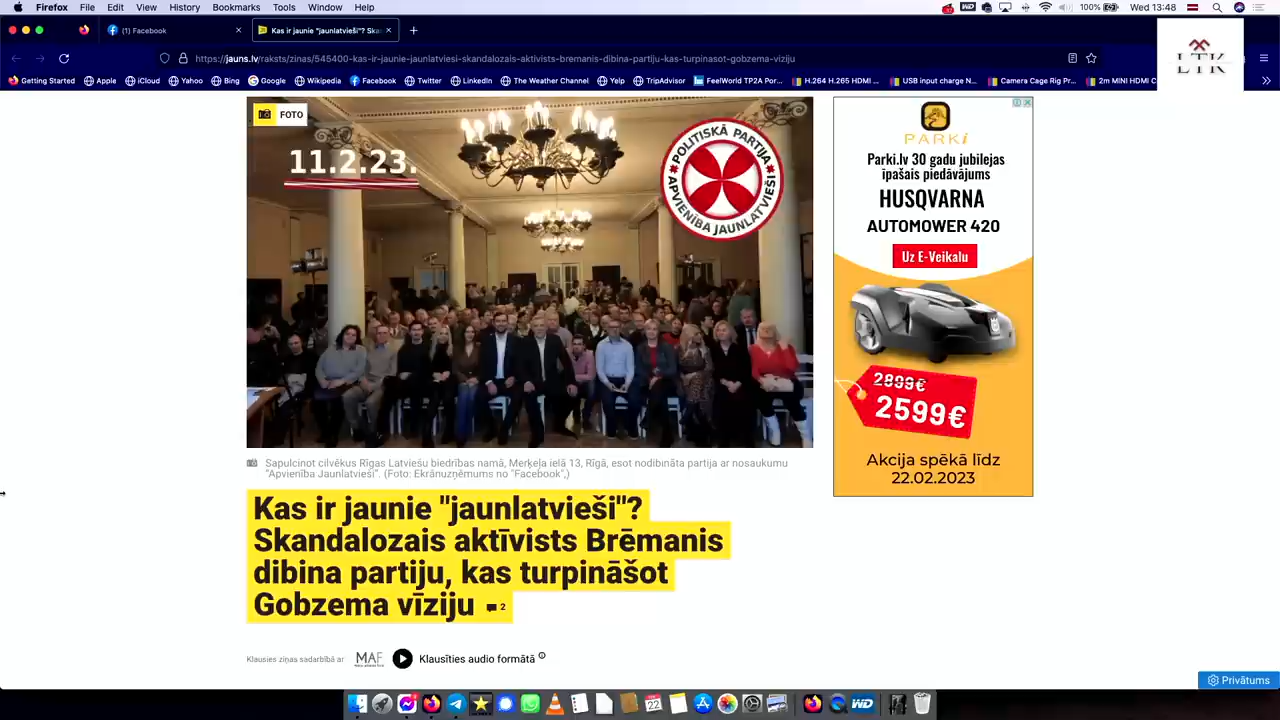 Firefox File Edit View History Bookmarks Tools Window Help
100% Wed 13:48
(1) Facebook
Kas ir jaunie "jaunlatvieši"? Ska
https://jauns.lv/raksts/zinas/545400-kas-ir-jaunie-jaunlatviesi-skandalozais-aktivists-bremanis-dibina-partiju-kas-turpinasot-gobzema-viziju
LTK
Getting Started Apple iCloud Yahoo Bing Google Wikipedia Facebook Twitter LinkedIn The Weather Channel Yelp TripAdvisor FeelWorld TP2A Por... H.264 H.265 HDMI ... USB input charge N... Camera Cage Rig Pr... 2m MINI HDMI C
FOTO
11.2.23.
POLITISKĀ PARTIJA
APVIENĪBA JAUNLATVIEŠI
Sapulcinot cilvēkus Rīgas Latviešu biedrības namā, Merķeļa ielā 13, Rīgā, esot nodibināta partija ar nosaukumu
"Apvienība Jaunlatvieši". (Foto: Ekrānuzņēmums no "Facebook",)
Kas ir jaunie "jaunlatvieši"?
Skandalozais aktīvists Brēmanis
dibina partiju, kas turpināšot
Gobzema vīziju 2
Klausies ziņas sadarbībā ar MAF Klausīties audio formātā
PARKi
Parki.lv 30 gadu jubilejas
īpašais piedāvājums
HUSQVARNA
AUTOMOWER 420
Uz E-Veikalu
2899€
2599€
Akcija spēkā līdz
22.02.2023
Privātums
22
WD